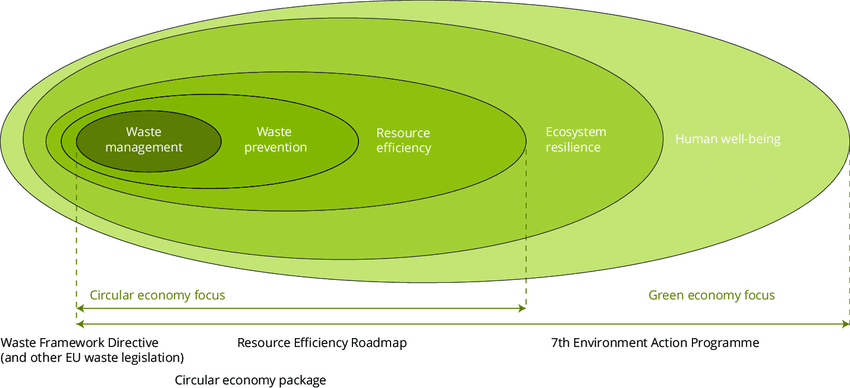 Waste
management
Waste
prevention
Resource
efficiency
Ecosystem
resilience
Human well-being
Circular economy focus
Green economy focus
Waste Framework Directive
(and other EU waste legislation)
Resource Efficiency Roadmap
7th Environment Action Programme
Circular economy package